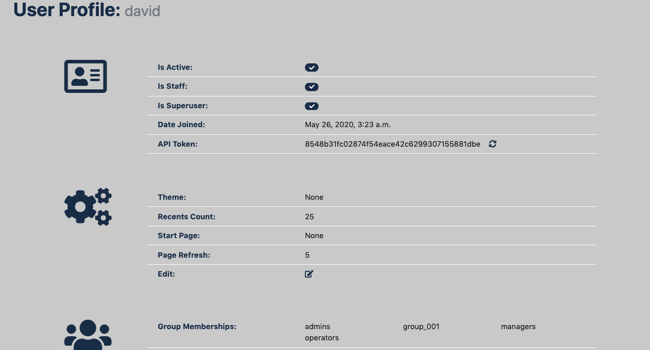 User Profile: david
Is Active:
Is Staff:
Is Superuser:
Date Joined: May 26, 2020, 3:23 a.m.
API Token: 8548b31fc02874f54eace42c6299307155881dbe
Theme: None
Recents Count: 25
Start Page: None
Page Refresh: 5
Edit:
Group Memberships: admins group_001 managers
operators